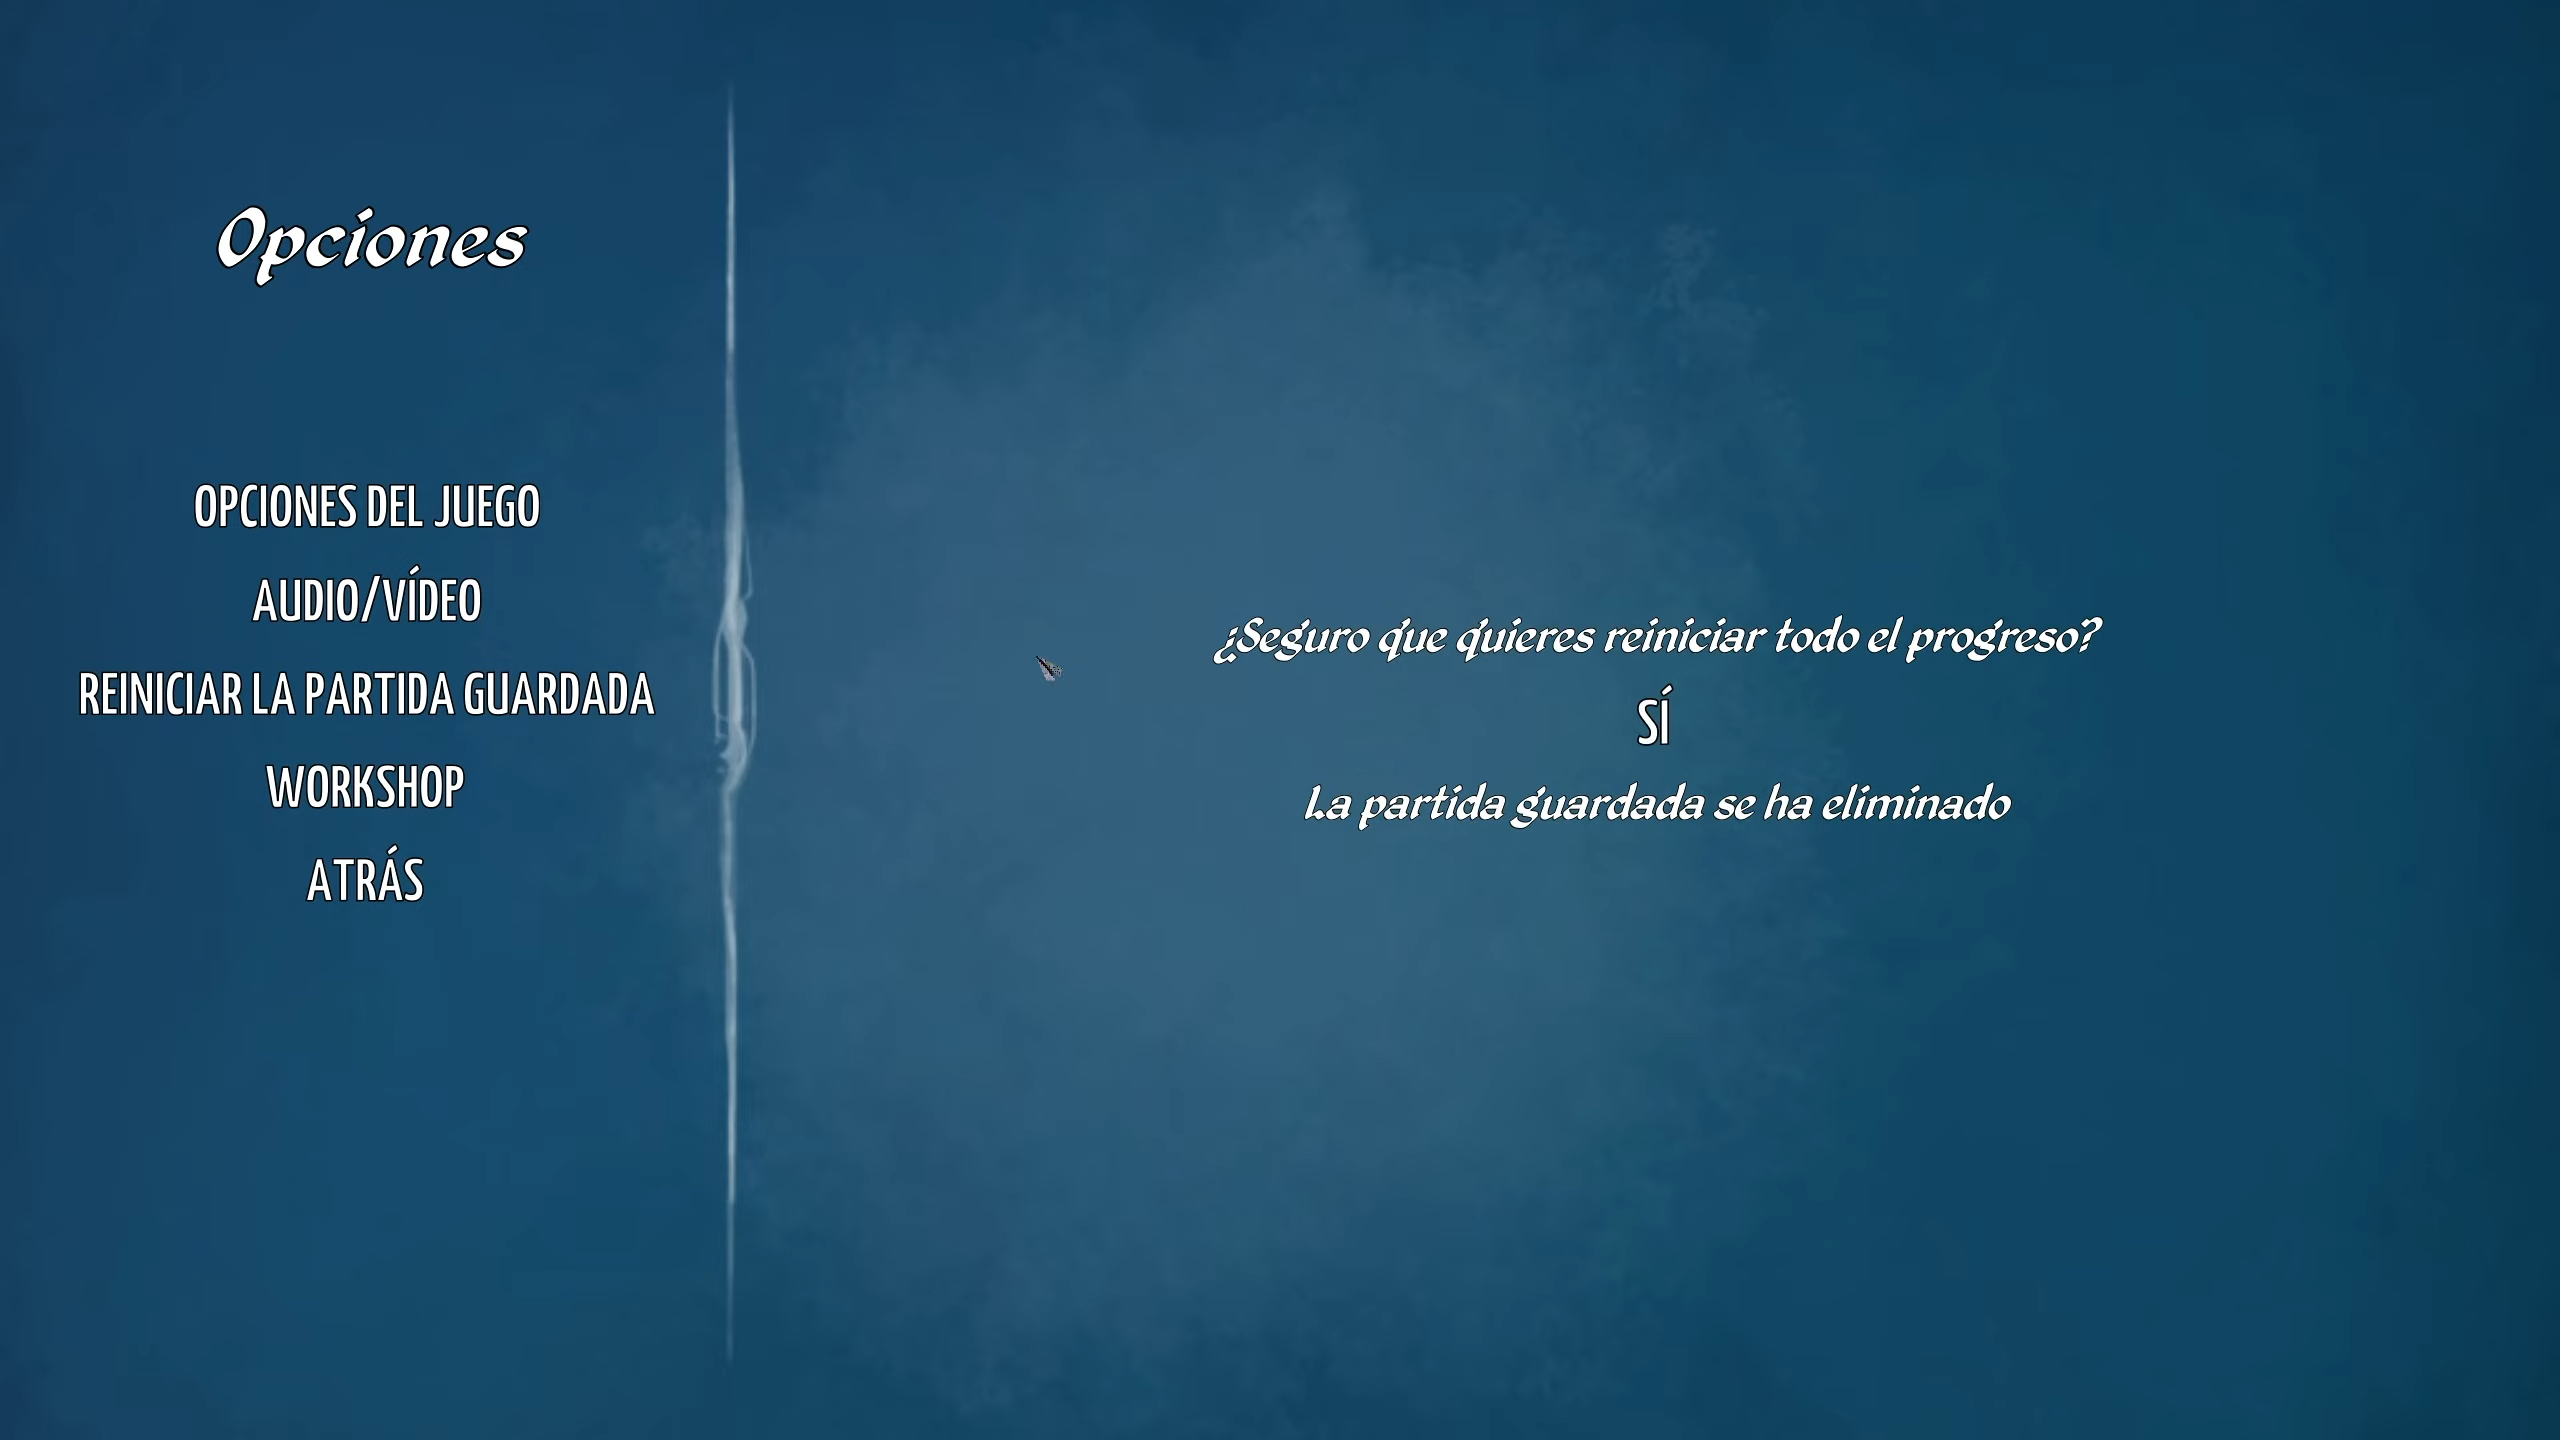 Opciones
OPCIONES DEL JUEGO
AUDIO/VÍDEO
REINICIAR LA PARTIDA GUARDADA
WORKSHOP
ATRÁS
¿Seguro que quieres reiniciar todo el progreso?
SÍ
La partida guardada se ha eliminado